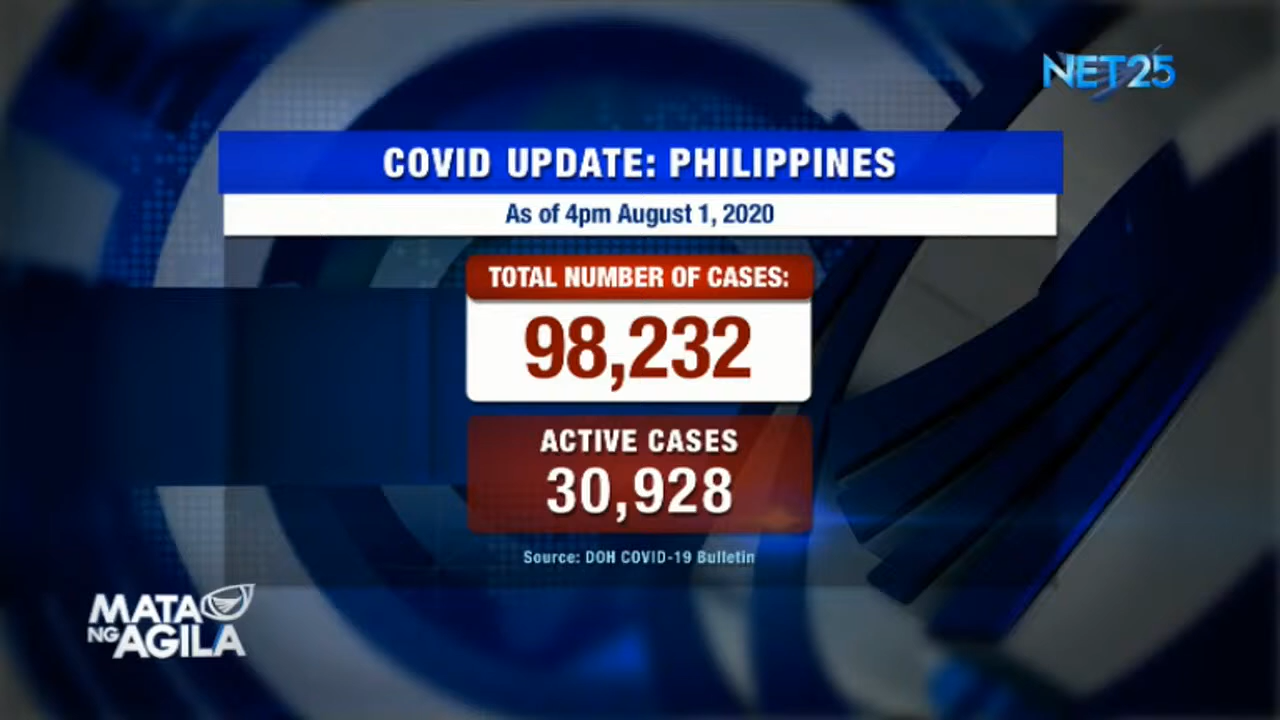 NET25
COVID UPDATE: PHILIPPINES
As of 4pm August 1, 2020
TOTAL NUMBER OF CASES:
98,232
ACTIVE CASES
30,928
Source: DOH COVID-19 Bulletin
MATA
NG AGILA